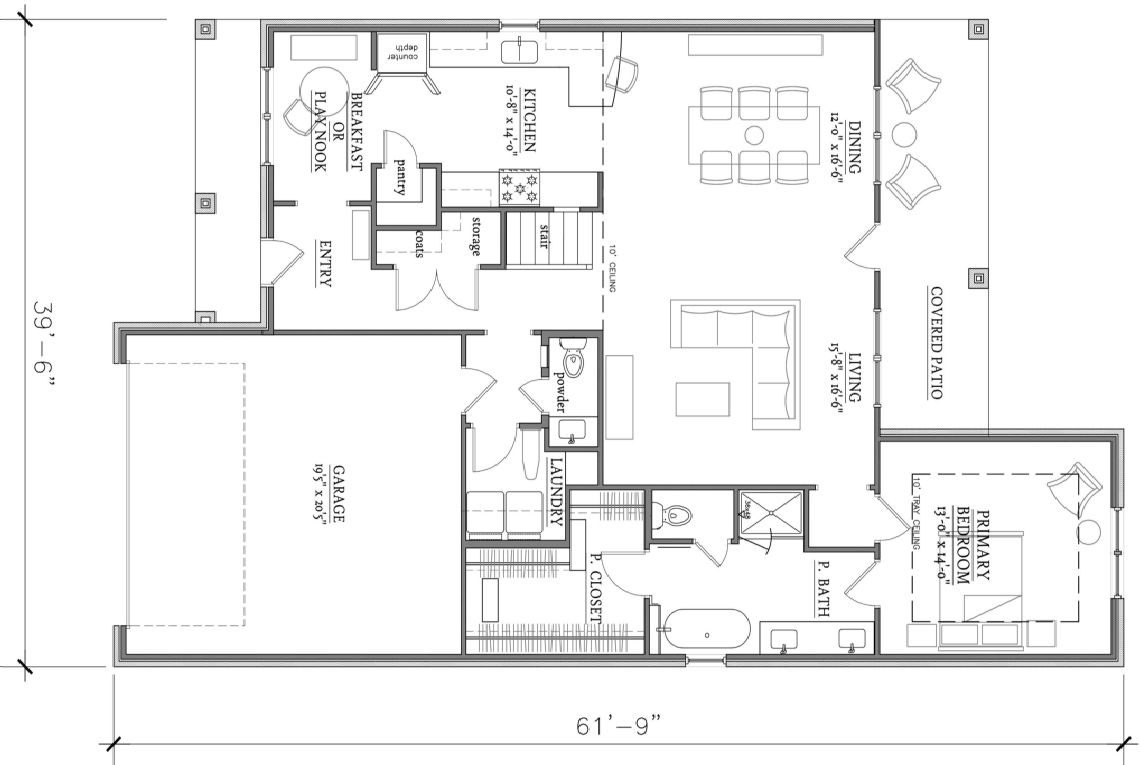 counter
depth
BREAKFAST
OR
PLAY NOOK
KITCHEN
10'-8" x 14'-0"
DINING
12'-0" x 16'-6"
pantry
ENTRY
coats
storage
stair
10' CEILING
COVERED PATIO
LIVING
15'-8" x 16'-6"
39'-6"
powder
GARAGE
19'5" x 20'5"
LAUNDRY
36x48
10' TRAY CEILING
PRIMARY
BEDROOM
13'-0" x 14'-0"
P. CLOSET
P. BATH
61'-9"